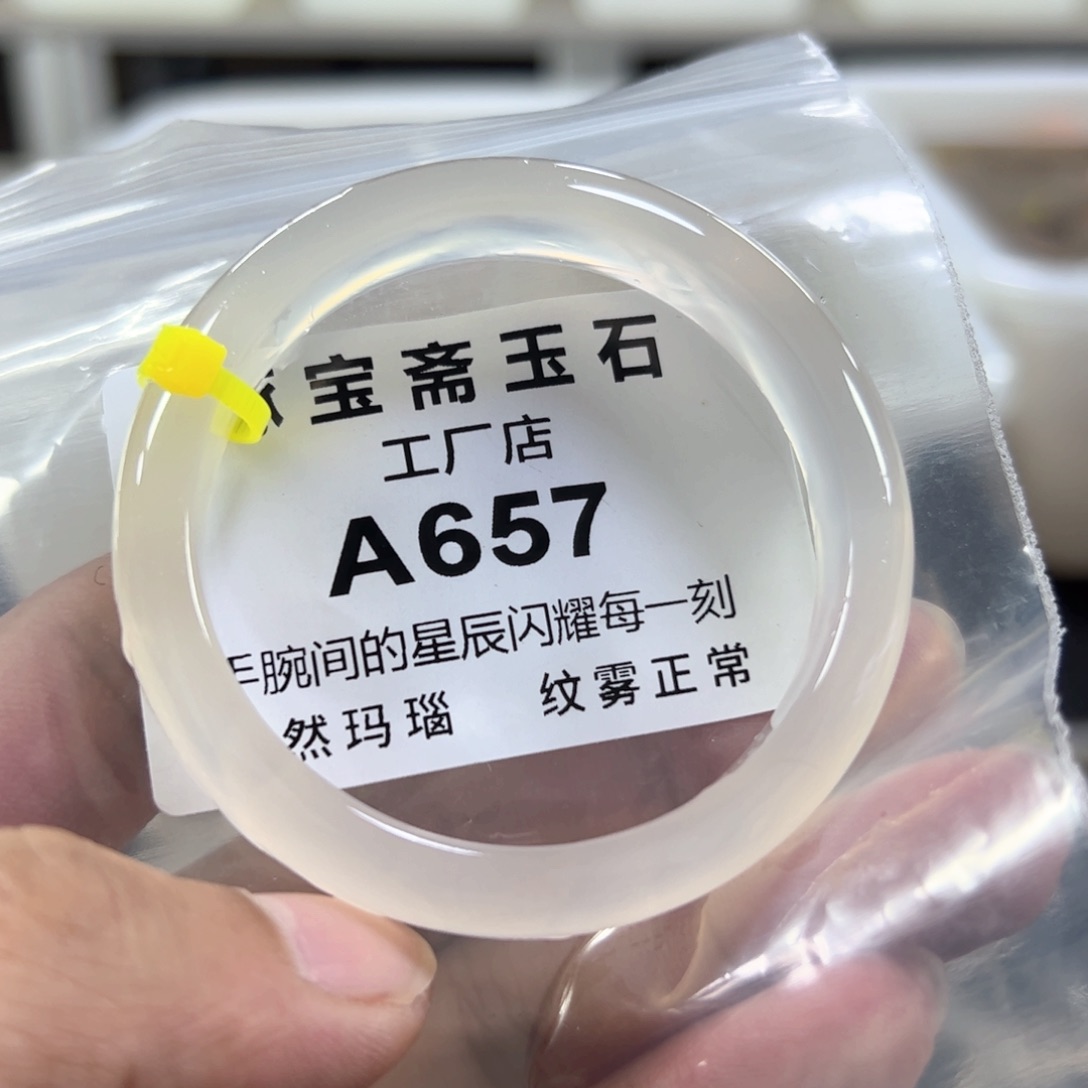 宝斋玉石
工厂店
A657
手腕间的星辰闪耀每一刻
然玛瑙 纹雾正常